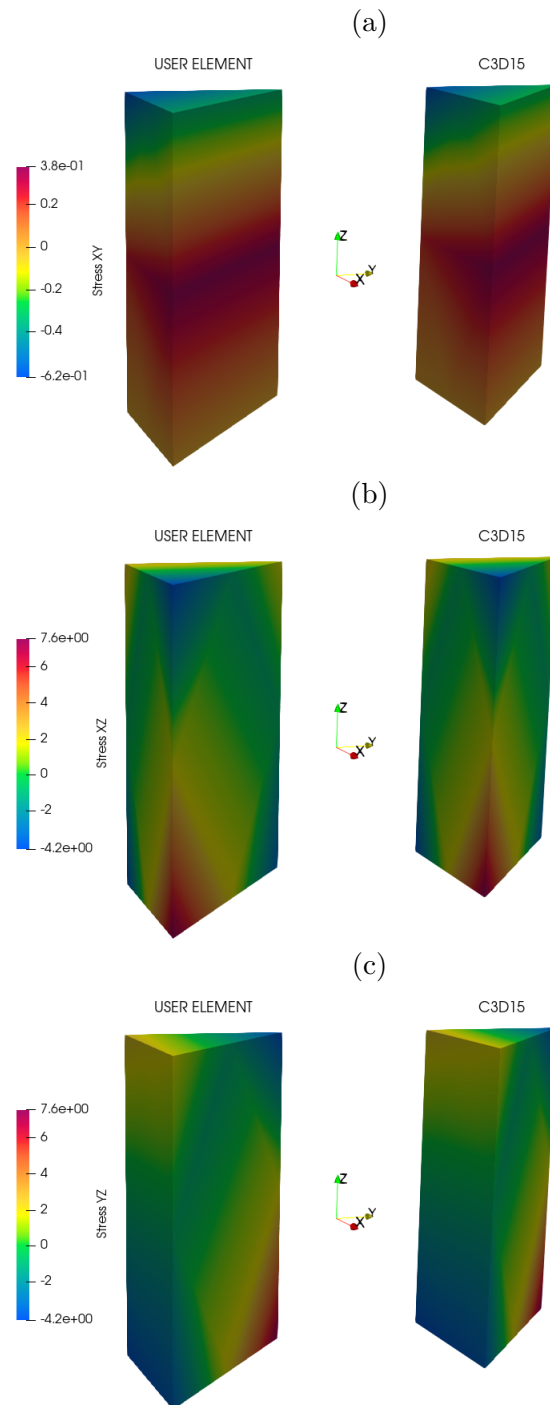 (a)
USER ELEMENT
C3D15
3.8e-01
0.2
0
-0.2
-0.4
-6.2e-01
Stress XY
Z
Y
X
(b)
USER ELEMENT
C3D15
7.6e+00
6
4
2
0
-2
-4.2e+00
Stress XZ
Z
Y
X
(c)
USER ELEMENT
C3D15
7.6e+00
6
4
2
0
-2
-4.2e+00
Stress YZ
Z
Y
X